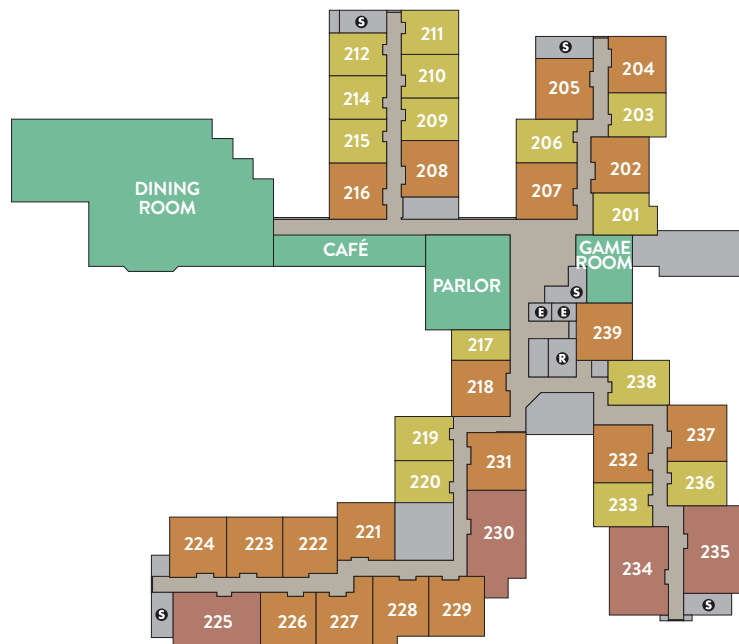 S
211
212
S
204
210
205
214
203
209
215
206
208
202
216
207
DINING
ROOM
201
CAFÉ
GAME
ROOM
PARLOR
S
E E
239
217
R
218
238
219
237
231
232
220
236
233
221
230
224 223 222
235
234
S
S
225 226 227 228 229